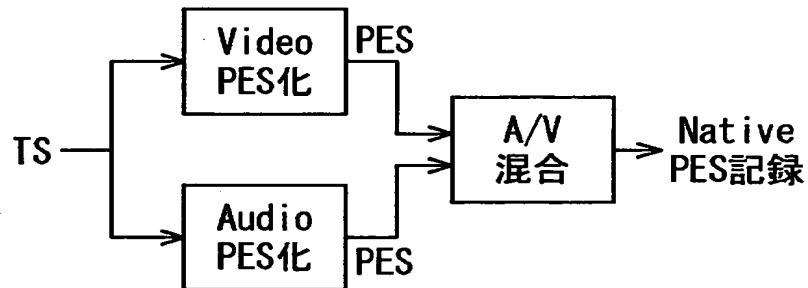 Video
PES化
PES
TS
A/V
混合
Native
PES記録
Audio
PES化
PES